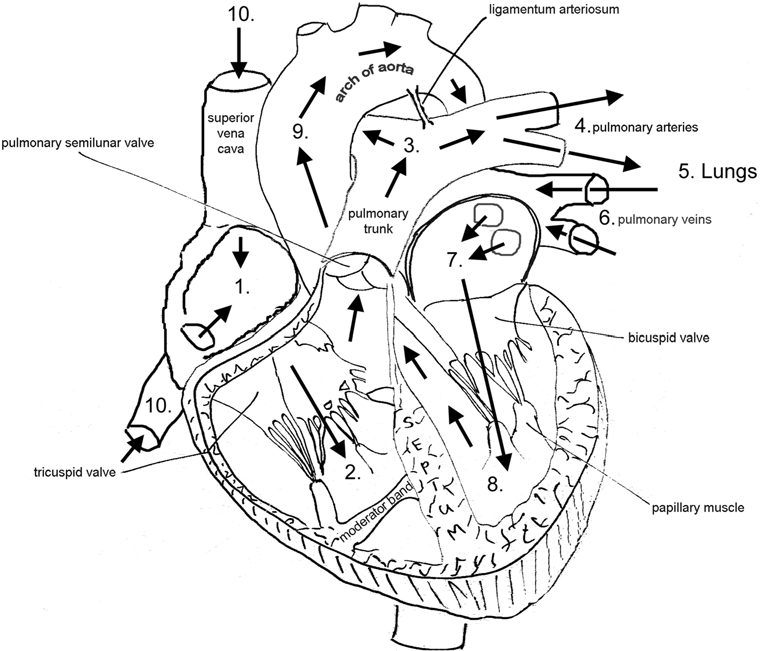 10.
ligamentum arteriosum
arch of aorta
superior
vena
cava
9.
3.
4. pulmonary arteries
pulmonary semilunar valve
5. Lungs
pulmonary
trunk
6. pulmonary veins
7.
1.
bicuspid valve
10.
tricuspid valve
2.
SEPTUM
8.
moderator band
papillary muscle